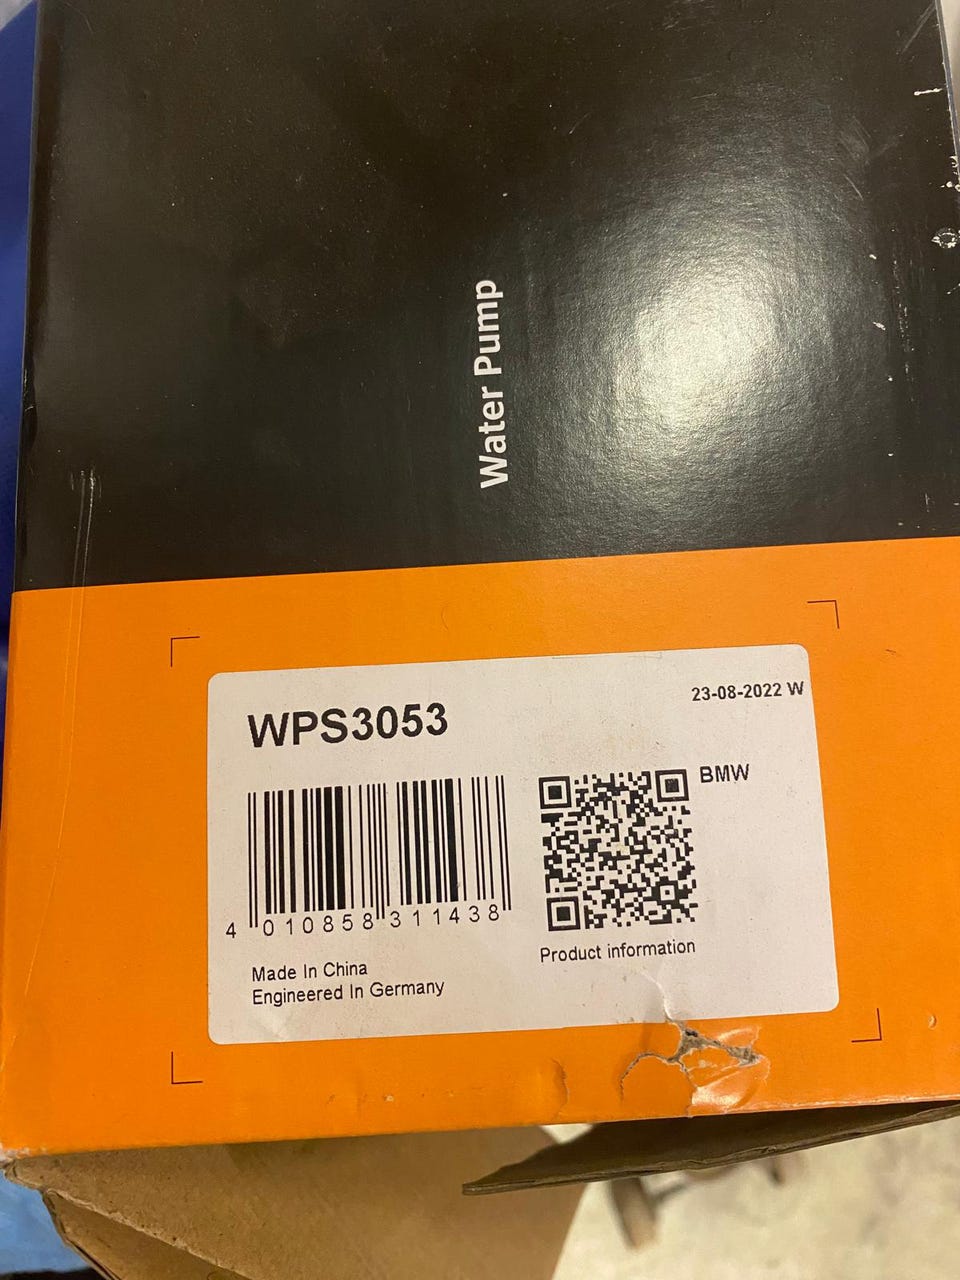 Water Pump
WPS3053
23-08-2022 W
BMW
4 010858 311438
Product information
Made In China
Engineered In Germany